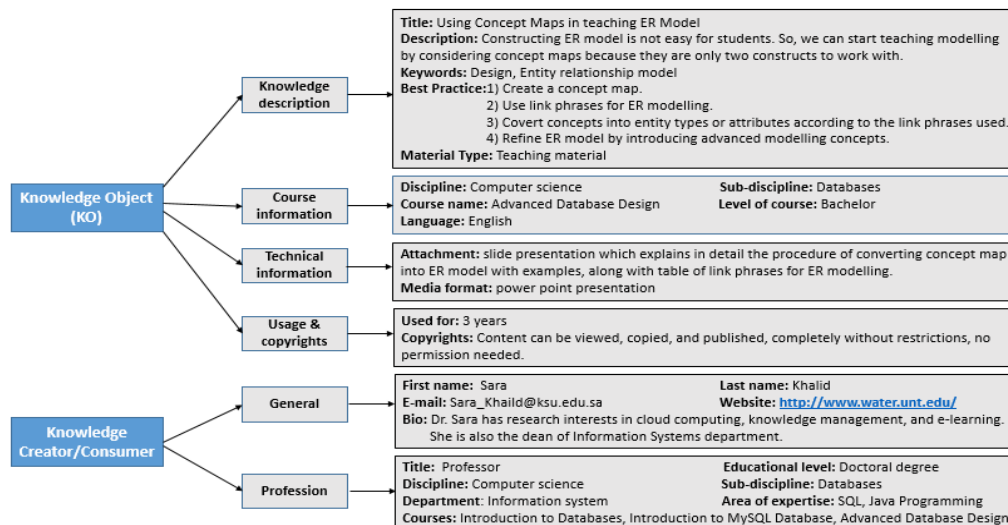 Title: Using Concept Maps in teaching ER Model
Description: Constructing ER model is not easy for students. So, we can start teaching modelling
by considering concept maps because they are only two constructs to work with.
Keywords: Design, Entity relationship model
Best Practice:1) Create a concept map.
2) Use link phrases for ER modelling.
3) Covert concepts into entity types or attributes according to the link phrases used.
4) Refine ER model by introducing advanced modelling concepts.
Material Type: Teaching material
Knowledge
description
Knowledge Object
(KO)
Course
information
Discipline: Computer science Sub-discipline: Databases
Course name: Advanced Database Design Level of course: Bachelor
Language: English
Technical
information
Attachment: slide presentation which explains in detail the procedure of converting concept map
into ER model with examples, along with table of link phrases for ER modelling.
Media format: power point presentation
Usage &
copyrights
Used for: 3 years
Copyrights: Content can be viewed, copied, and published, completely without restrictions, no
permission needed.
Knowledge
Creator/Consumer
General
First name: Sara Last name: Khalid
E-mail: Sara_Khaild@ksu.edu.sa Website: http://www.water.unt.edu/
Bio: Dr. Sara has research interests in cloud computing, knowledge management, and e-learning.
She is also the dean of Information Systems department.
Profession
Title: Professor Educational level: Doctoral degree
Discipline: Computer science Sub-discipline: Databases
Department: Information system Area of expertise: SQL, Java Programming
Courses: Introduction to Databases, Introduction to MySQL Database, Advanced Database Design